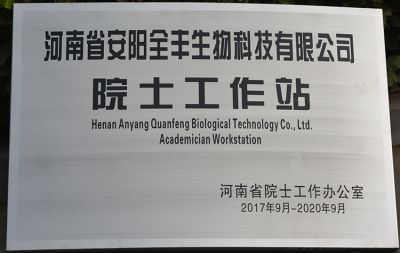 河南省安阳全丰生物科技有限公司
院士工作站
Henan Anyang Quanfeng Biological Technology Co., Ltd.
Academician Workstation
河南省院士工作办公室
2017年9月-2020年9月